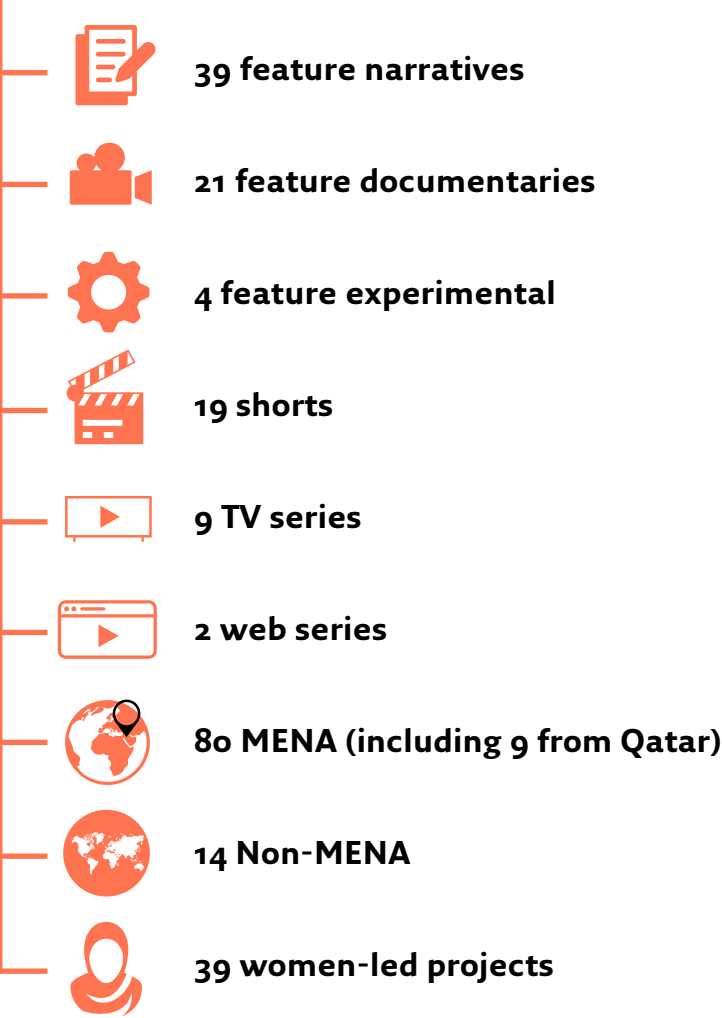 39 feature narratives
21 feature documentaries
4 feature experimental
19 shorts
9 TV series
2 web series
80 MENA (including 9 from Qatar)
14 Non-MENA
39 women-led projects